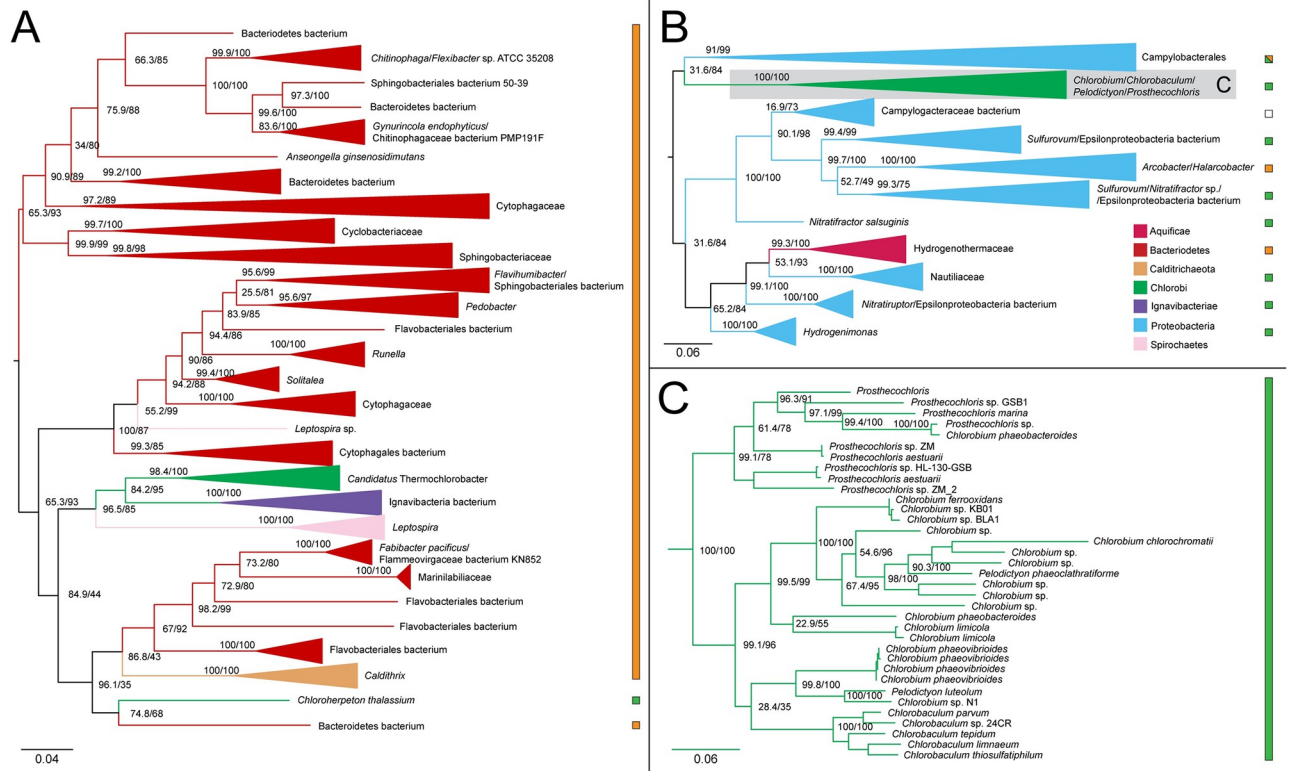 A
Bacteriodetes bacterium
66.3/85
99.9/100
Chitinophaga/Flexibacter sp. ATCC 35208
100/100
Sphingobacteriales bacterium 50-39
97.3/100
75.9/88
Bacteroidetes bacterium
99.6/100
83.6/100
Gynurincola endophyticus/
Chitinophagaceae bacterium PMP191F
34/80
Anseongella ginsenosidimutans
90.9/89
99.2/100
Bacteroidetes bacterium
97.2/89
Cytophagaceae
65.3/93
99.7/100
Cyclobacteriaceae
99.9/99
99.8/98
Sphingobacteriaceae
95.6/99
Flavihumibacter/
Sphingobacteriales bacterium
25.5/81
95.6/97
Pedobacter
83.9/85
Flavobacteriales bacterium
94.4/86
100/100
Runella
90/86
99.4/100
Solitalea
94.2/88
100/100
Cytophagaceae
55.2/99
100/87
Leptospira sp.
99.3/85
Cytophagales bacterium
98.4/100
Candidatus Thermochlorobacter
84.2/95
65.3/93
100/100
Ignavibacteria bacterium
96.5/85
100/100
Leptospira
100/100
Fabibacter pacificus/
Flammeovirgaceae bacterium KN852
73.2/80
100/100
Marinilabiliaceae
72.9/80
84.9/44
Flavobacteriales bacterium
98.2/99
67/92
Flavobacteriales bacterium
100/100
Flavobacteriales bacterium
86.8/43
100/100
Caldithrix
96.1/35
Chloroherpeton thalassium
74.8/68
Bacteroidetes bacterium
0.04
B
91/99
Campylobacterales
31.6/84
100/100
Chlorobium/Chlorobaculum/
Pelodictyon/Prosthecochloris
C
16.9/73
Campylogacteraceae bacterium
90.1/98
99.4/99
Sulfurovum/Epsilonproteobacteria bacterium
99.7/100
100/100
Arcobacter/Halarcobacter
100/100
52.7/49
99.3/75
Sulfurovum/Nitratifractor sp./
/Epsilonproteobacteria bacterium
Nitratifractor salsuginis
31.6/84
99.3/100
Hydrogenothermaceae
53.1/93
100/100
Nautiliaceae
99.1/100
100/100
Nitratiruptor/Epsilonproteobacteria bacterium
65.2/84
100/100
Hydrogenimonas
0.06
Aquificae
Bacteriodetes
Calditrichaeota
Chlorobi
Ignavibacteriae
Proteobacteria
Spirochaetes
C
Prosthecochloris
96.3/91
Prosthecochloris sp. GSB1
97.1/99
Prosthecochloris marina
99.4/100
100/100
Prosthecochloris sp.
61.4/78
Chlorobium phaeobacteroides
Prosthecochloris sp. ZM
99.1/78
Prosthecochloris aestuarii
Prosthecochloris sp. HL-130-GSB
Prosthecochloris aestuarii
Prosthecochloris sp. ZM_2
Chlorobium ferrooxidans
Chlorobium sp. KB01
Chlorobium sp. BLA1
Chlorobium sp.
100/100
Chlorobium chlorochromatii
100/100
54.6/96
Chlorobium sp.
90.3/100
Chlorobium sp.
98/100
Pelodictyon phaeoclathratiforme
99.5/99
67.4/95
Chlorobium sp.
Chlorobium sp.
Chlorobium sp.
Chlorobium phaeobacteroides
22.9/55
Chlorobium limicola
Chlorobium limicola
99.1/96
Chlorobium phaeovibrioides
Chlorobium phaeovibrioides
Chlorobium phaeovibrioides
Chlorobium phaeovibrioides
99.8/100
Pelodictyon luteolum
100/100
Chlorobium sp. N1
28.4/35
Chlorobaculum parvum
Chlorobaculum sp. 24CR
100/100
Chlorobaculum tepidum
Chlorobaculum limnaeum
Chlorobaculum thiosulfatiphilum
0.06